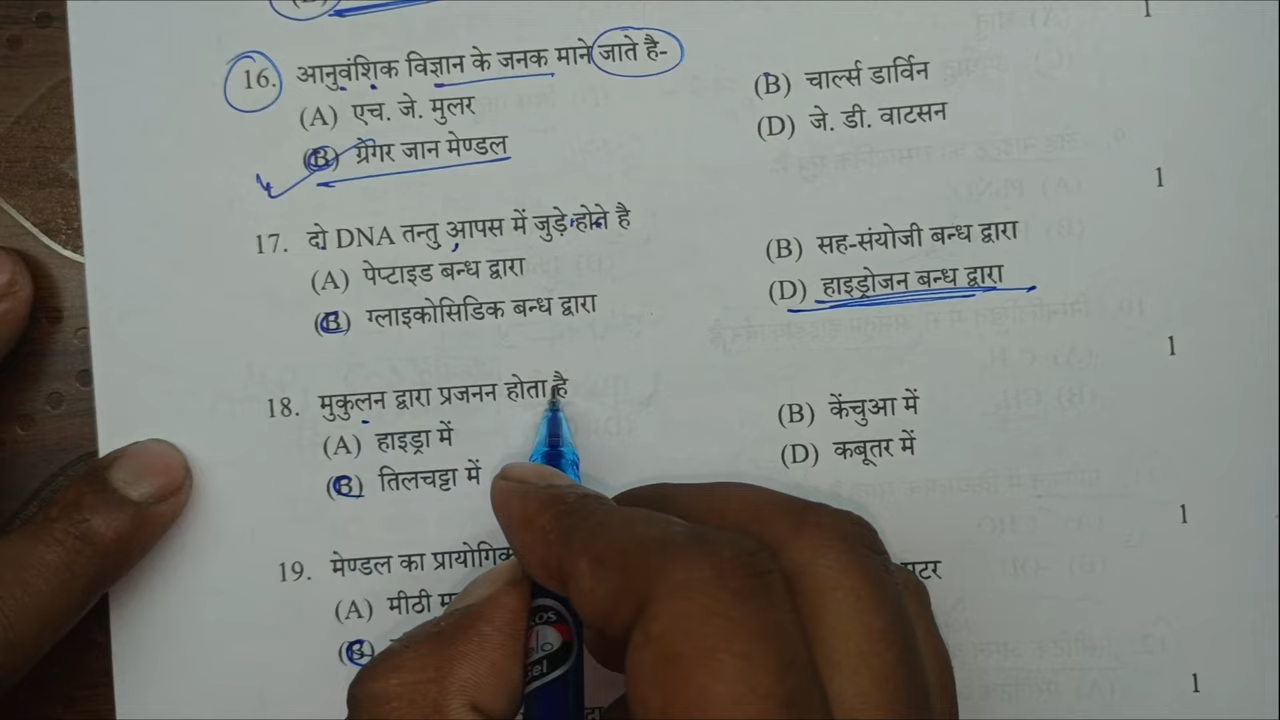 1
16. आनुवंशिक विज्ञान के जनक माने जाते है-
(A) एच. जे. मुलर
(B) चार्ल्स डार्विन
(B) ग्रेगर जान मेण्डल
(D) जे. डी. वाटसन
1
17. दो DNA तन्तु आपस में जुड़े होते है
(A) पेप्टाइड बन्ध द्वारा
(B) सह-संयोजी बन्ध द्वारा
(B) ग्लाइकोसिडिक बन्ध द्वारा
(D) हाइड्रोजन बन्ध द्वारा
1
18. मुकुलन द्वारा प्रजनन होता है
(A) हाइड्रा में
(B) केंचुआ में
(B) तिलचट्टा में
(D) कबूतर में
1
19. मेण्डल का प्रायोगिक
(A) मीठी
1